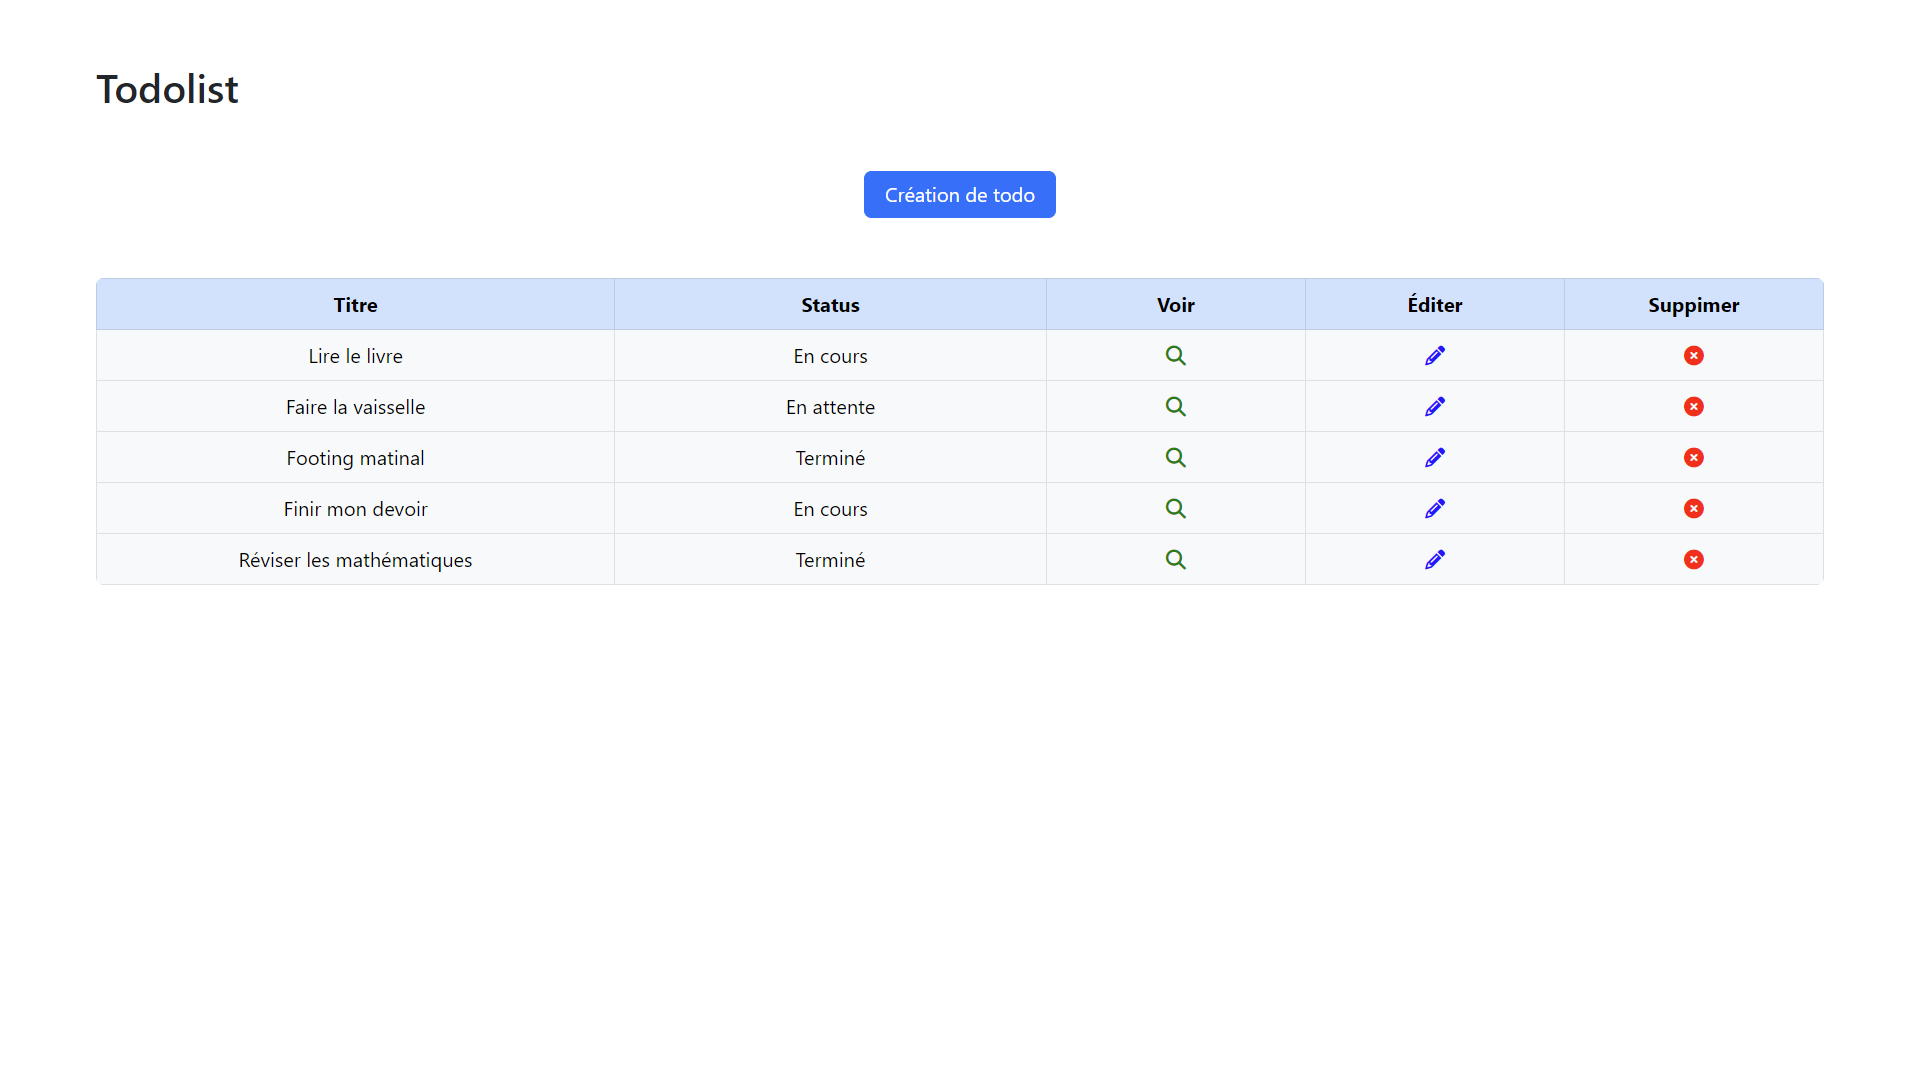 Todolist
Création de todo
Titre Status Voir Éditer Suppimer
Lire le livre En cours
Faire la vaisselle En attente
Footing matinal Terminé
Finir mon devoir En cours
Réviser les mathématiques Terminé